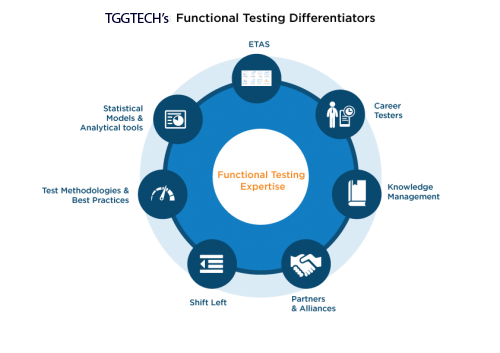 TGGTECH's Functional Testing Differentiators
ETAS
Career
Testers
Knowledge
Management
Partners
& Alliances
Shift Left
Test Methodologies &
Best Practices
Statistical
Models &
Analytical tools
Functional Testing
Expertise